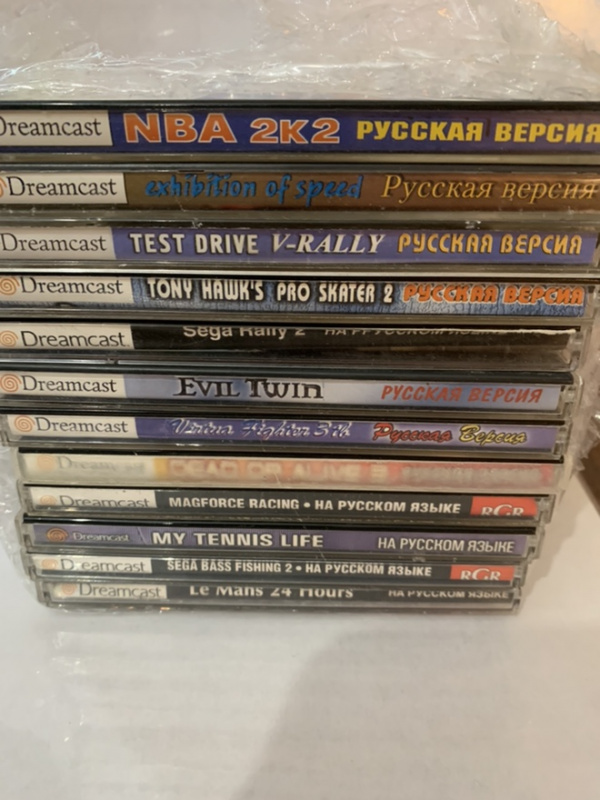 Dreamcast NBA 2K2 РУССКАЯ ВЕРСИЯ
Dreamcast exhibition of speed Русская версия
Dreamcast TEST DRIVE V-RALLY РУССКАЯ ВЕРСИЯ
Dreamcast TONY HAWK'S PRO SKATER 2 РУССКАЯ ВЕРСИЯ
Dreamcast Sega Rally 2 НА РУССКОМ ЯЗЫКЕ
Dreamcast EVIL TWIN РУССКАЯ ВЕРСИЯ
Dreamcast Virtua Fighter 3tb Русская Версия
Dreamcast DEAD OR ALIVE
Dreamcast MAGFORCE RACING • НА РУССКОМ ЯЗЫКЕ RGR
Dreamcast MY TENNIS LIFE НА РУССКОМ ЯЗЫКЕ
Dreamcast SEGA BASS FISHING 2 • НА РУССКОМ ЯЗЫКЕ RGR
Dreamcast Le Mans 24 Hours НА РУССКОМ ЯЗЫКЕ